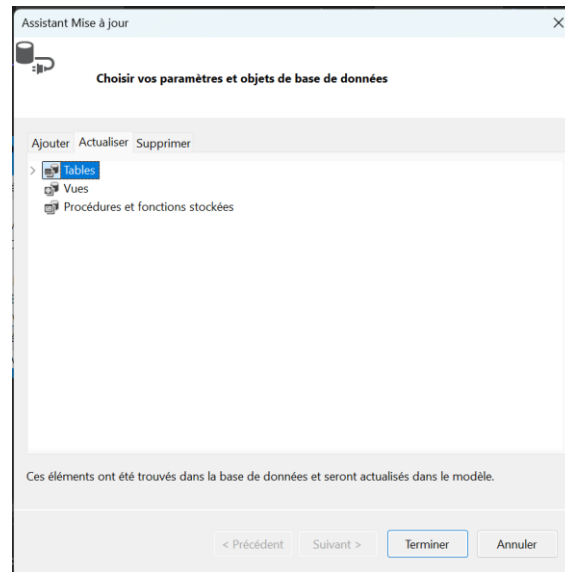 Assistant Mise à jour
Choisir vos paramètres et objets de base de données
Ajouter Actualiser Supprimer
Tables
Vues
Procédures et fonctions stockées
Ces éléments ont été trouvés dans la base de données et seront actualisés dans le modèle.
< Précédent Suivant > Terminer Annuler